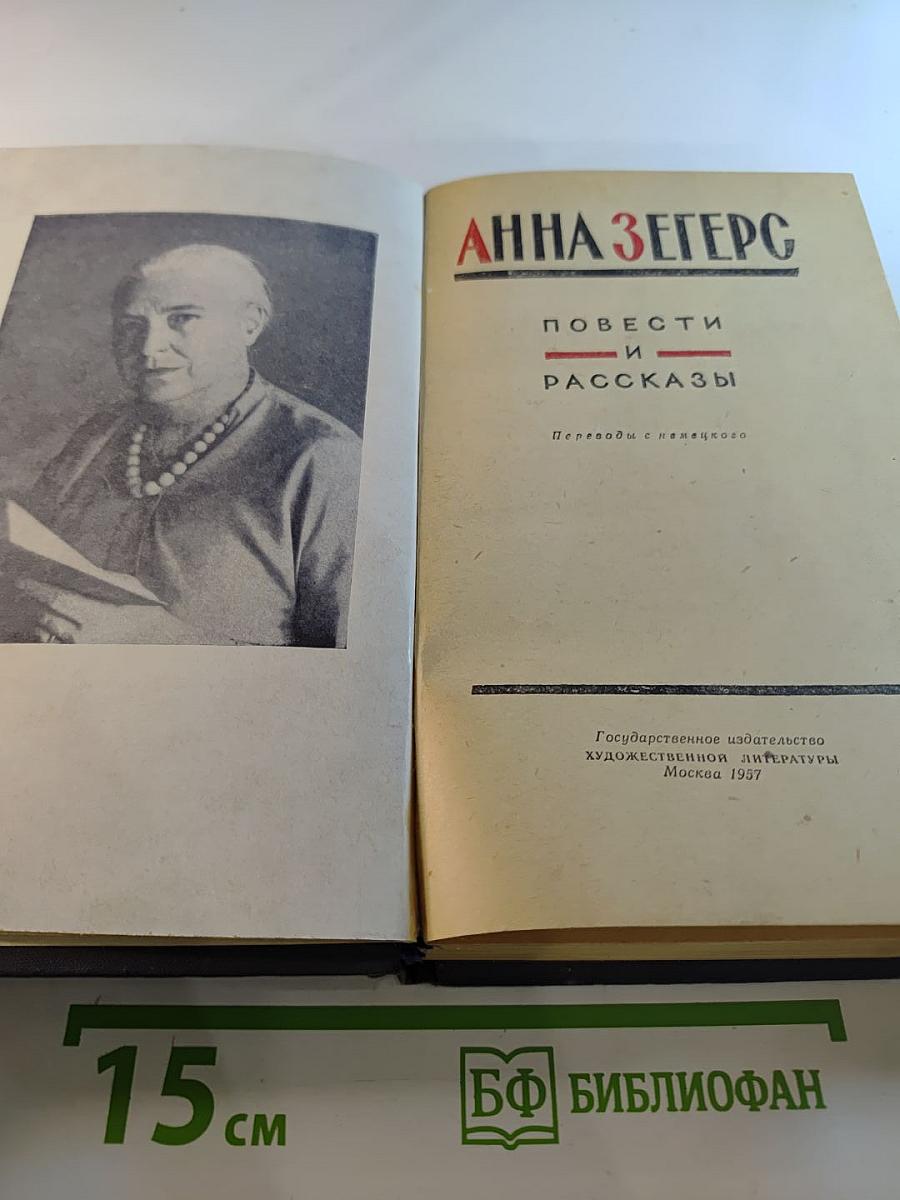 АННА ЗЕГЕРС
ПОВЕСТИ
И
РАССКАЗЫ
Переводы с немецкого
Государственное издательство
ХУДОЖЕСТВЕННОЙ ЛИТЕРАТУРЫ
Москва 1957
15 см
БФ БИБЛИОФАН